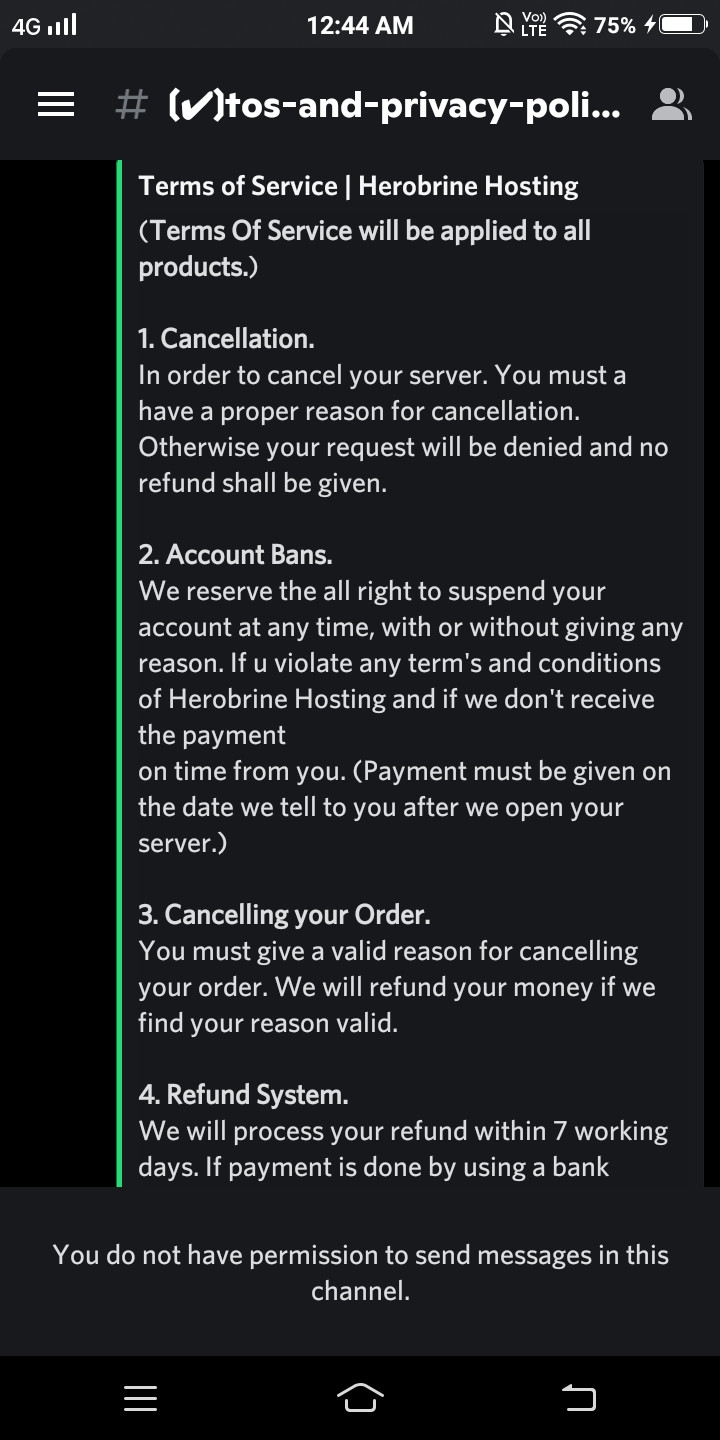 4G 12:44 AM Vo)) LTE 75%
# (✔)tos-and-privacy-poli...
Terms of Service | Herobrine Hosting
(Terms Of Service will be applied to all
products.)
1. Cancellation.
In order to cancel your server. You must a
have a proper reason for cancellation.
Otherwise your request will be denied and no
refund shall be given.
2. Account Bans.
We reserve the all right to suspend your
account at any time, with or without giving any
reason. If u violate any term's and conditions
of Herobrine Hosting and if we don't receive
the payment
on time from you. (Payment must be given on
the date we tell to you after we open your
server.)
3. Cancelling your Order.
You must give a valid reason for cancelling
your order. We will refund your money if we
find your reason valid.
4. Refund System.
We will process your refund within 7 working
days. If payment is done by using a bank
You do not have permission to send messages in this
channel.